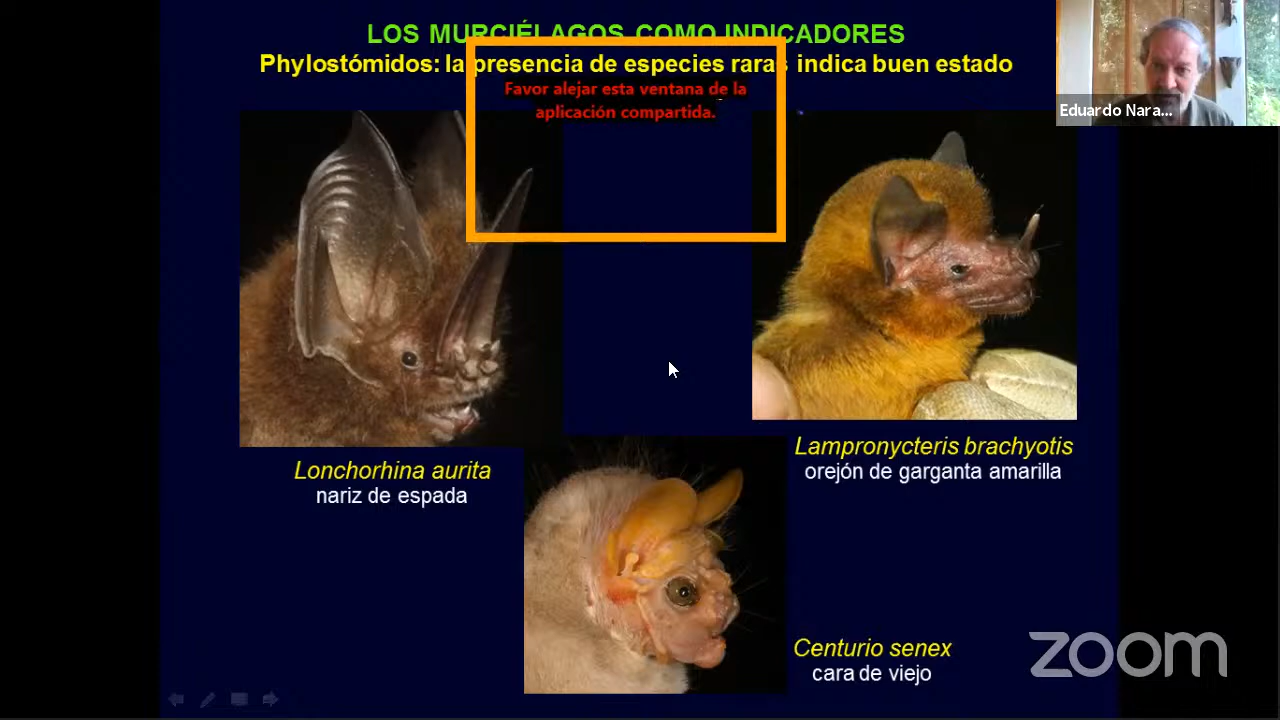 LOS MURCIÉLAGOS COMO INDICADORES
Phylostómidos: la presencia de especies raras indica buen estado
Favor alejar esta ventana de la
aplicación compartida.
Eduardo Nara...
Lonchorhina aurita
nariz de espada
Lampronycteris brachyotis
orejón de garganta amarilla
Centurio senex
cara de viejo
zoom